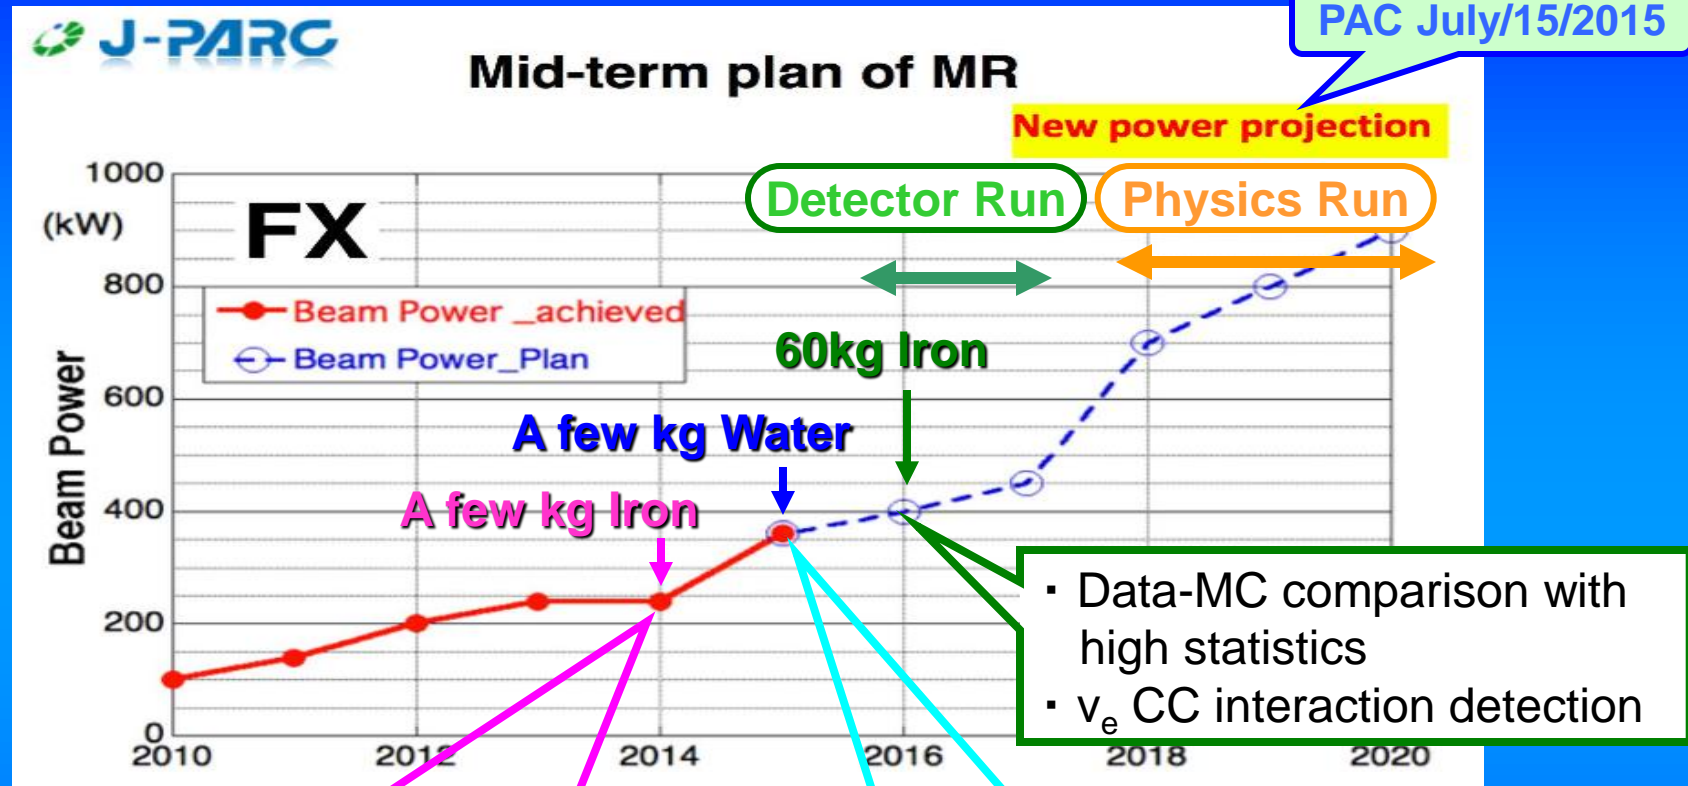 PAC July/15/2015
J-PARC
Mid-term plan of MR
New power projection
1000
(kW)
FX
Detector Run
Physics Run
800
Beam Power _achieved
Beam Power_Plan
60kg Iron
600
A few kg Water
A few kg Iron
400
Beam Power
・Data-MC comparison with
high statistics
・νe CC interaction detection
200
0
2010
2012
2014
2016
2018
2020